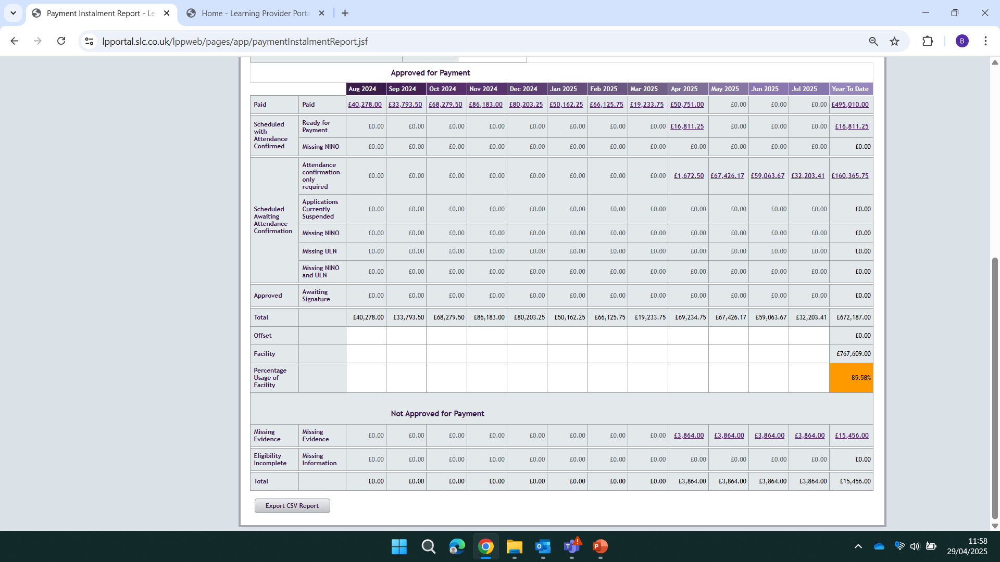 Payment Instalment Report - Le
Home - Learning Provider Porta
lpportal.slc.co.uk/lppweb/pages/app/paymentInstalmentReport.jsf
B
Approved for Payment
Aug 2024 Sep 2024 Oct 2024 Nov 2024 Dec 2024 Jan 2025 Feb 2025 Mar 2025 Apr 2025 May 2025 Jun 2025 Jul 2025 Year To Date
Paid Paid £40,278.00 £33,793.50 £68,279.50 £86,183.00 £80,203.25 £50,162.25 £66,125.75 £19,233.75 £50,751.00 £0.00 £0.00 £0.00 £495,010.00
Scheduled
with
Attendance
Confirmed
Ready for
Payment
£0.00 £0.00 £0.00 £0.00 £0.00 £0.00 £0.00 £0.00 £16,811.25 £0.00 £0.00 £0.00 £16,811.25
Missing NINO £0.00 £0.00 £0.00 £0.00 £0.00 £0.00 £0.00 £0.00 £0.00 £0.00 £0.00 £0.00 £0.00
Scheduled
Awaiting
Attendance
Confirmation
Attendance
confirmation
only
required
£0.00 £0.00 £0.00 £0.00 £0.00 £0.00 £0.00 £0.00 £1,672.50 £67,426.17 £59,063.67 £32,203.41 £160,365.75
Applications
Currently
Suspended
£0.00 £0.00 £0.00 £0.00 £0.00 £0.00 £0.00 £0.00 £0.00 £0.00 £0.00 £0.00 £0.00
Missing NINO £0.00 £0.00 £0.00 £0.00 £0.00 £0.00 £0.00 £0.00 £0.00 £0.00 £0.00 £0.00 £0.00
Missing ULN £0.00 £0.00 £0.00 £0.00 £0.00 £0.00 £0.00 £0.00 £0.00 £0.00 £0.00 £0.00 £0.00
Missing NINO
and ULN
£0.00 £0.00 £0.00 £0.00 £0.00 £0.00 £0.00 £0.00 £0.00 £0.00 £0.00 £0.00 £0.00
Approved
Awaiting
Signature
£0.00 £0.00 £0.00 £0.00 £0.00 £0.00 £0.00 £0.00 £0.00 £0.00 £0.00 £0.00 £0.00
Total £40,278.00 £33,793.50 £68,279.50 £86,183.00 £80,203.25 £50,162.25 £66,125.75 £19,233.75 £69,234.75 £67,426.17 £59,063.67 £32,203.41 £672,187.00
Offset £0.00
Facility £767,609.00
Percentage
Usage of
Facility
85.58%
Not Approved for Payment
Missing
Evidence
Missing
Evidence
£0.00 £0.00 £0.00 £0.00 £0.00 £0.00 £0.00 £0.00 £3,864.00 £3,864.00 £3,864.00 £3,864.00 £15,456.00
Eligibility
Incomplete
Missing
Information
£0.00 £0.00 £0.00 £0.00 £0.00 £0.00 £0.00 £0.00 £0.00 £0.00 £0.00 £0.00 £0.00
Total £0.00 £0.00 £0.00 £0.00 £0.00 £0.00 £0.00 £0.00 £3,864.00 £3,864.00 £3,864.00 £3,864.00 £15,456.00
Export CSV Report
11:58
29/04/2025